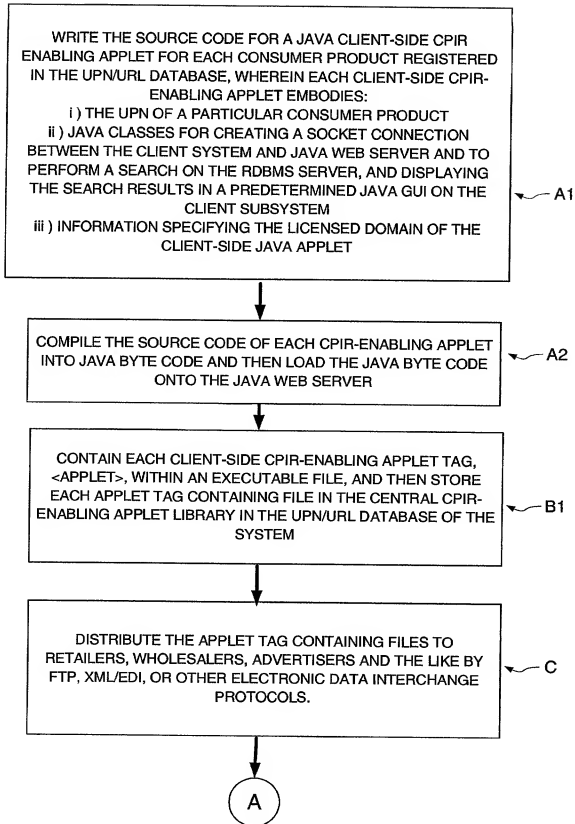 WRITE THE SOURCE CODE FOR A JAVA CLIENT-SIDE CPIR
ENABLING APPLET FOR EACH CONSUMER PRODUCT REGISTERED
IN THE UPN/URL DATABASE, WHEREIN EACH CLIENT-SIDE CPIR-
ENABLING APPLET EMBODIES:
i ) THE UPN OF A PARTICULAR CONSUMER PRODUCT
ii ) JAVA CLASSES FOR CREATING A SOCKET CONNECTION
BETWEEN THE CLIENT SYSTEM AND JAVA WEB SERVER AND TO
PERFORM A SEARCH ON THE RDBMS SERVER, AND DISPLAYING
THE SEARCH RESULTS IN A PREDETERMINED JAVA GUI ON THE
CLIENT SUBSYSTEM
iii ) INFORMATION SPECIFYING THE LICENSED DOMAIN OF THE
CLIENT-SIDE JAVA APPLET
A1
COMPILE THE SOURCE CODE OF EACH CPIR-ENABLING APPLET
INTO JAVA BYTE CODE AND THEN LOAD THE JAVA BYTE CODE
ONTO THE JAVA WEB SERVER
A2
CONTAIN EACH CLIENT-SIDE CPIR-ENABLING APPLET TAG,
<APPLET>, WITHIN AN EXECUTABLE FILE, AND THEN STORE
EACH APPLET TAG CONTAINING FILE IN THE CENTRAL CPIR-
ENABLING APPLET LIBRARY IN THE UPN/URL DATABASE OF THE
SYSTEM
B1
DISTRIBUTE THE APPLET TAG CONTAINING FILES TO
RETAILERS, WHOLESALERS, ADVERTISERS AND THE LIKE BY
FTP, XML/EDI, OR OTHER ELECTRONIC DATA INTERCHANGE
PROTOCOLS.
C
A